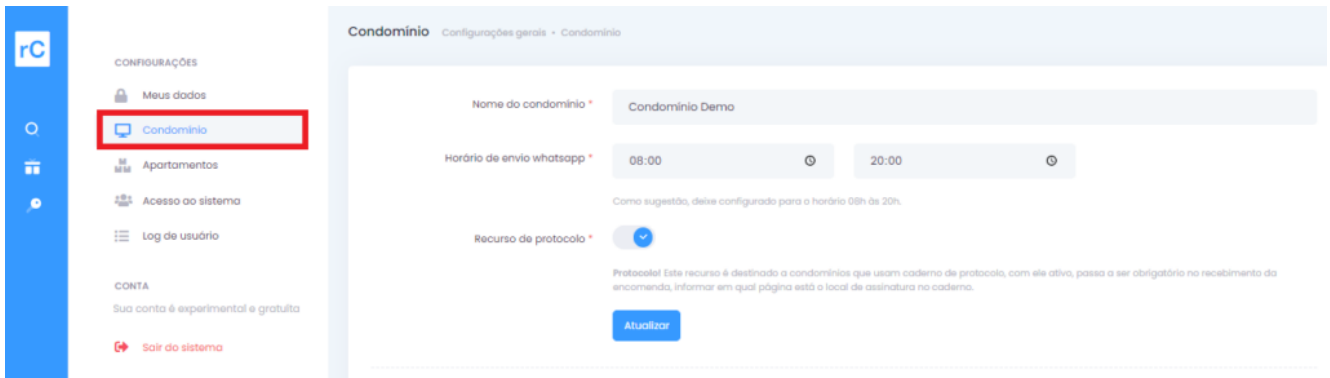 rC
CONFIGURAÇÕES
Meus dados
Condomínio
Apartamentos
Acesso ao sistema
Log de usuário
CONTA
Sua conta é experimental e gratuita
Sair do sistema
Condomínio Configurações gerais • Condomínio
Nome do condomínio * Condomínio Demo
Horário de envio whatsapp * 08:00 20:00
Como sugestão, deixe configurado para o horário 08h às 20h.
Recurso de protocolo *
Protocolo! Este recurso é destinado a condomínios que usam caderno de protocolo, com ele ativo, passa a ser obrigatório no recebimento da
encomenda, informar em qual página está o local de assinatura no caderno.
Atualizar